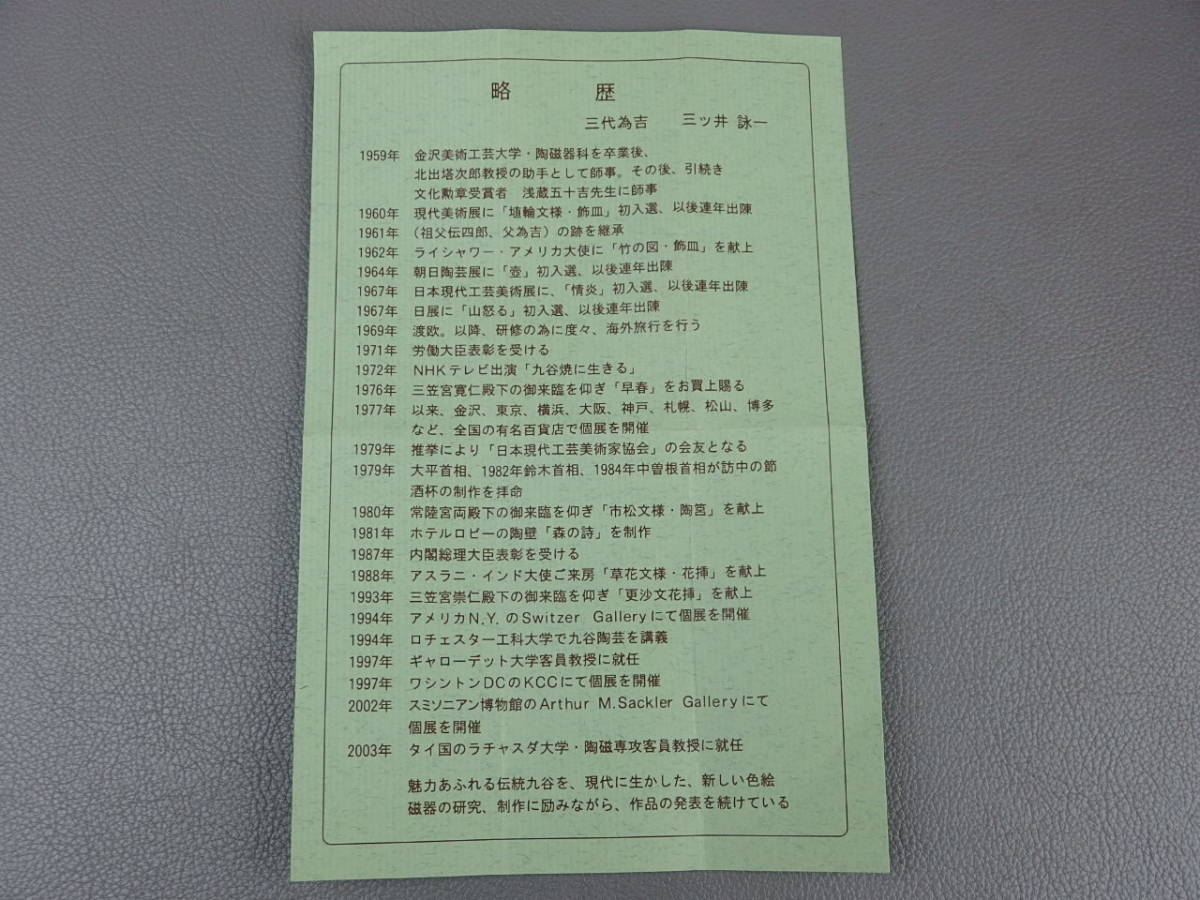 略　歴
三代為吉　三ッ井 詠一
1959年 金沢美術工芸大学・陶磁器科を卒業後、
北出塔次郎教授の助手として師事。その後、引続き
文化勲章受賞者　浅蔵五十吉先生に師事
1960年 現代美術展に「埴輪文様・飾皿」初入選、以後連年出陳
1961年 （祖父伝四郎、父為吉）の跡を継承
1962年 ライシャワー・アメリカ大使に「竹の図・飾皿」を献上
1964年 朝日陶芸展に「壺」初入選、以後連年出陳
1967年 日本現代工芸美術展に、「情炎」初入選、以後連年出陳
1967年 日展に「山怒る」初入選、以後連年出陳
1969年 渡欧。以降、研修の為に度々、海外旅行を行う
1971年 労働大臣表彰を受ける
1972年 NHKテレビ出演「九谷焼に生きる」
1976年 三笠宮寛仁殿下の御来臨を仰ぎ「早春」をお買上賜る
1977年 以来、金沢、東京、横浜、大阪、神戸、札幌、松山、博多
など、全国の有名百貨店で個展を開催
1979年 推挙により「日本現代工芸美術家協会」の会友となる
1979年 大平首相、1982年鈴木首相、1984年中曽根首相が訪中の節
酒杯の制作を拝命
1980年 常陸宮両殿下の御来臨を仰ぎ「市松文様・陶筥」を献上
1981年 ホテルロビーの陶壁「森の詩」を制作
1987年 内閣総理大臣表彰を受ける
1988年 アスラニ・インド大使ご来房「草花文様・花挿」を献上
1993年 三笠宮崇仁殿下の御来臨を仰ぎ「更沙文花挿」を献上
1994年 アメリカN.Y.のSwitzer Galleryにて個展を開催
1994年 ロチェスター工科大学で九谷陶芸を講義
1997年 ギャローデット大学客員教授に就任
1997年 ワシントンDCのKCCにて個展を開催
2002年 スミソニアン博物館のArthur M.Sackler Galleryにて
個展を開催
2003年 タイ国のラチャスダ大学・陶磁専攻客員教授に就任
魅力あふれる伝統九谷を、現代に生かした、新しい色絵
磁器の研究、制作に励みながら、作品の発表を続けている